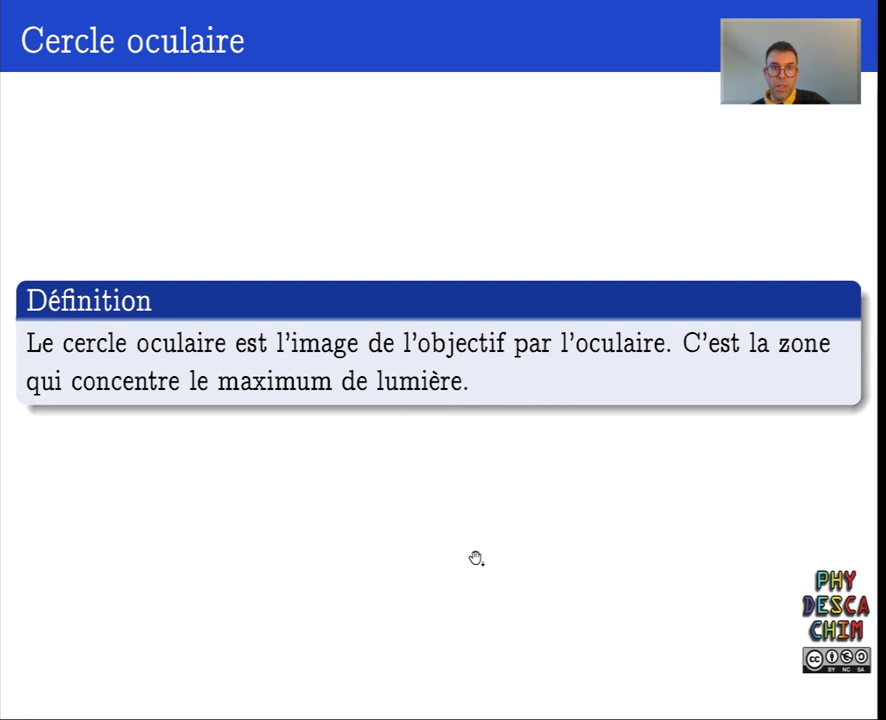 Cercle oculaire
Définition
Le cercle oculaire est l'image de l'objectif par l'oculaire. C'est la zone
qui concentre le maximum de lumière.
PHY
DESCA
CHIM
cc
BY NC SA